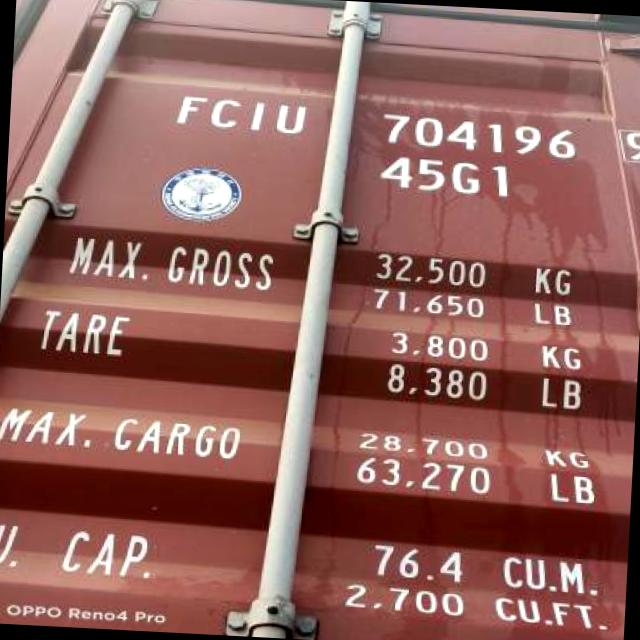 FCIU 704196 9
45G1
MAX. GROSS 32,500 KG
71,650 LB
TARE 3,800 KG
8,380 LB
MAX. CARGO 28,700 KG
63,270 LB
U. CAP. 76.4 CU.M.
2,700 CU.FT.
OPPO Reno4 Pro